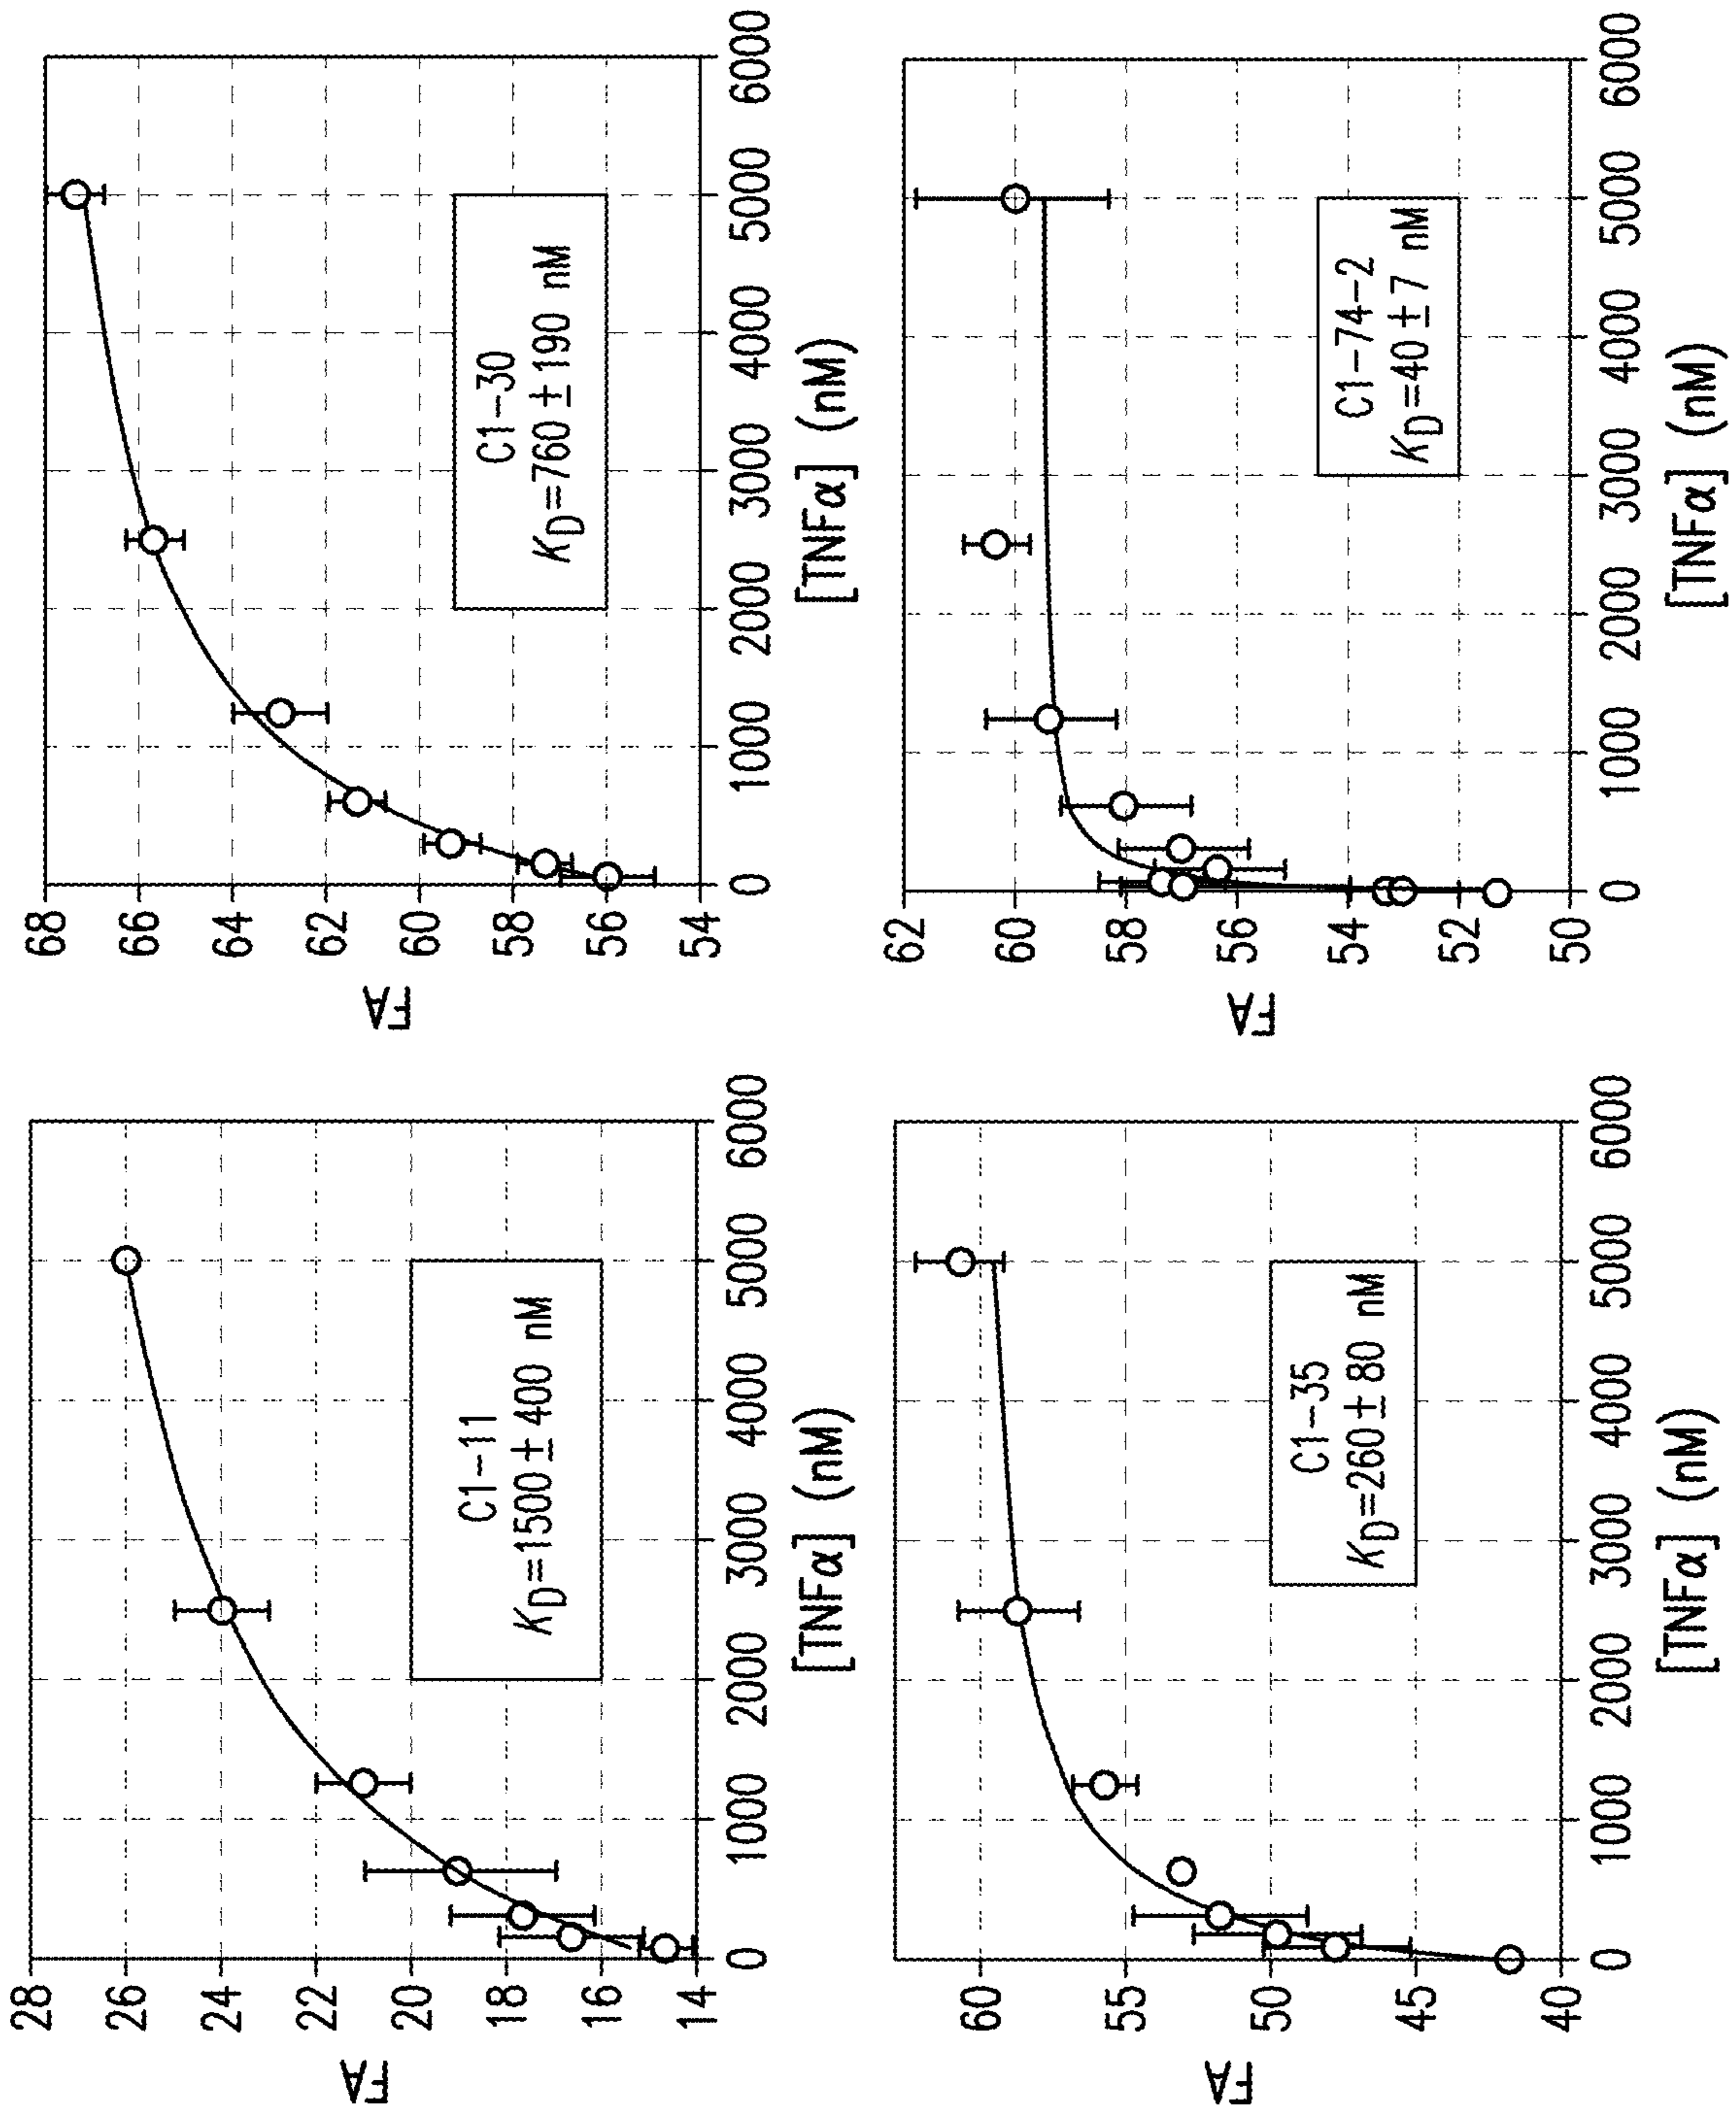 FA
28
26
24
22
20
18
16
14
C1-11
K_D=1500±400 nM
0 1000 2000 3000 4000 5000 6000
[TNFα] (nM)
FA
68
66
64
62
60
58
56
54
C1-30
K_D=760±190 nM
0 1000 2000 3000 4000 5000 6000
[TNFα] (nM)
FA
60
55
50
45
40
C1-35
K_D=260±80 nM
0 1000 2000 3000 4000 5000 6000
[TNFα] (nM)
FA
62
60
58
56
54
52
50
C1-74-2
K_D=40±7 nM
0 1000 2000 3000 4000 5000 6000
[TNFα] (nM)